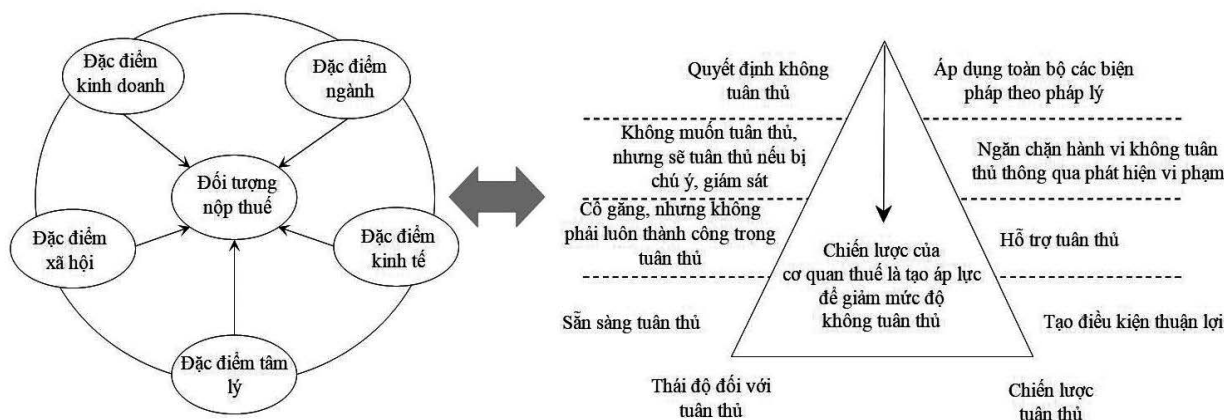 Đặc điểm
kinh doanh
Đặc điểm
ngành
Đối tượng
nộp thuế
Đặc điểm
xã hội
Đặc điểm
kinh tế
Đặc điểm tâm
lý
Quyết định không
tuân thủ
Áp dụng toàn bộ các biện
pháp theo pháp lý
Không muốn tuân thủ,
nhưng sẽ tuân thủ nếu bị
chú ý, giám sát
Ngăn chặn hành vi không tuân
thủ thông qua phát hiện vi phạm
Cố gắng, nhưng không
phải luôn thành công trong
tuân thủ
Hỗ trợ tuân thủ
Chiến lược của
cơ quan thuế là tạo áp lực
để giảm mức độ
không tuân thủ
Sẵn sàng tuân thủ
Tạo điều kiện thuận lợi
Thái độ đối với
tuân thủ
Chiến lược
tuân thủ